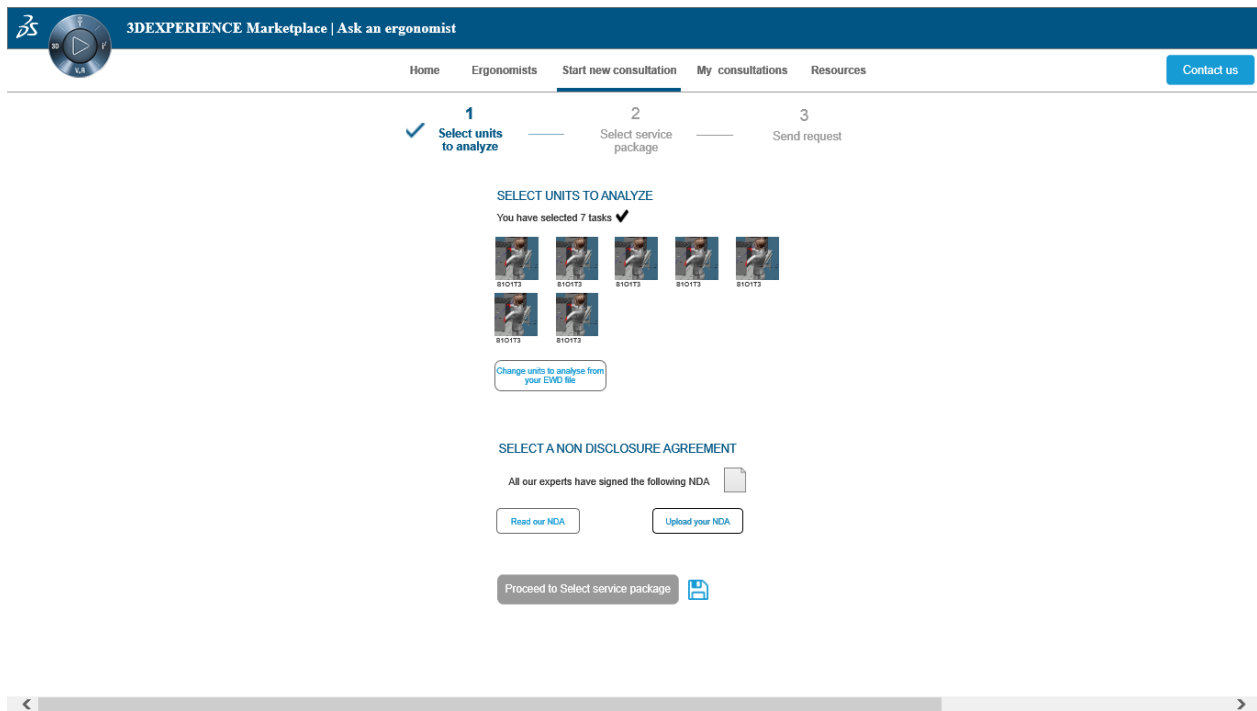 3DEXPERIENCE Marketplace | Ask an ergonomist
3D
i²
V,R
Home Ergonomists Start new consultation My consultations Resources
Contact us
1
Select units
to analyze
2
Select service
package
3
Send request
SELECT UNITS TO ANALYZE
You have selected 7 tasks
81O1T3 81O1T3 81O1T3 81O1T3 81O1T3
81O1T3 81O1T3
Change units to analyse from
your EWD file
SELECT A NON DISCLOSURE AGREEMENT
All our experts have signed the following NDA
Read our NDA Upload your NDA
Proceed to Select service package